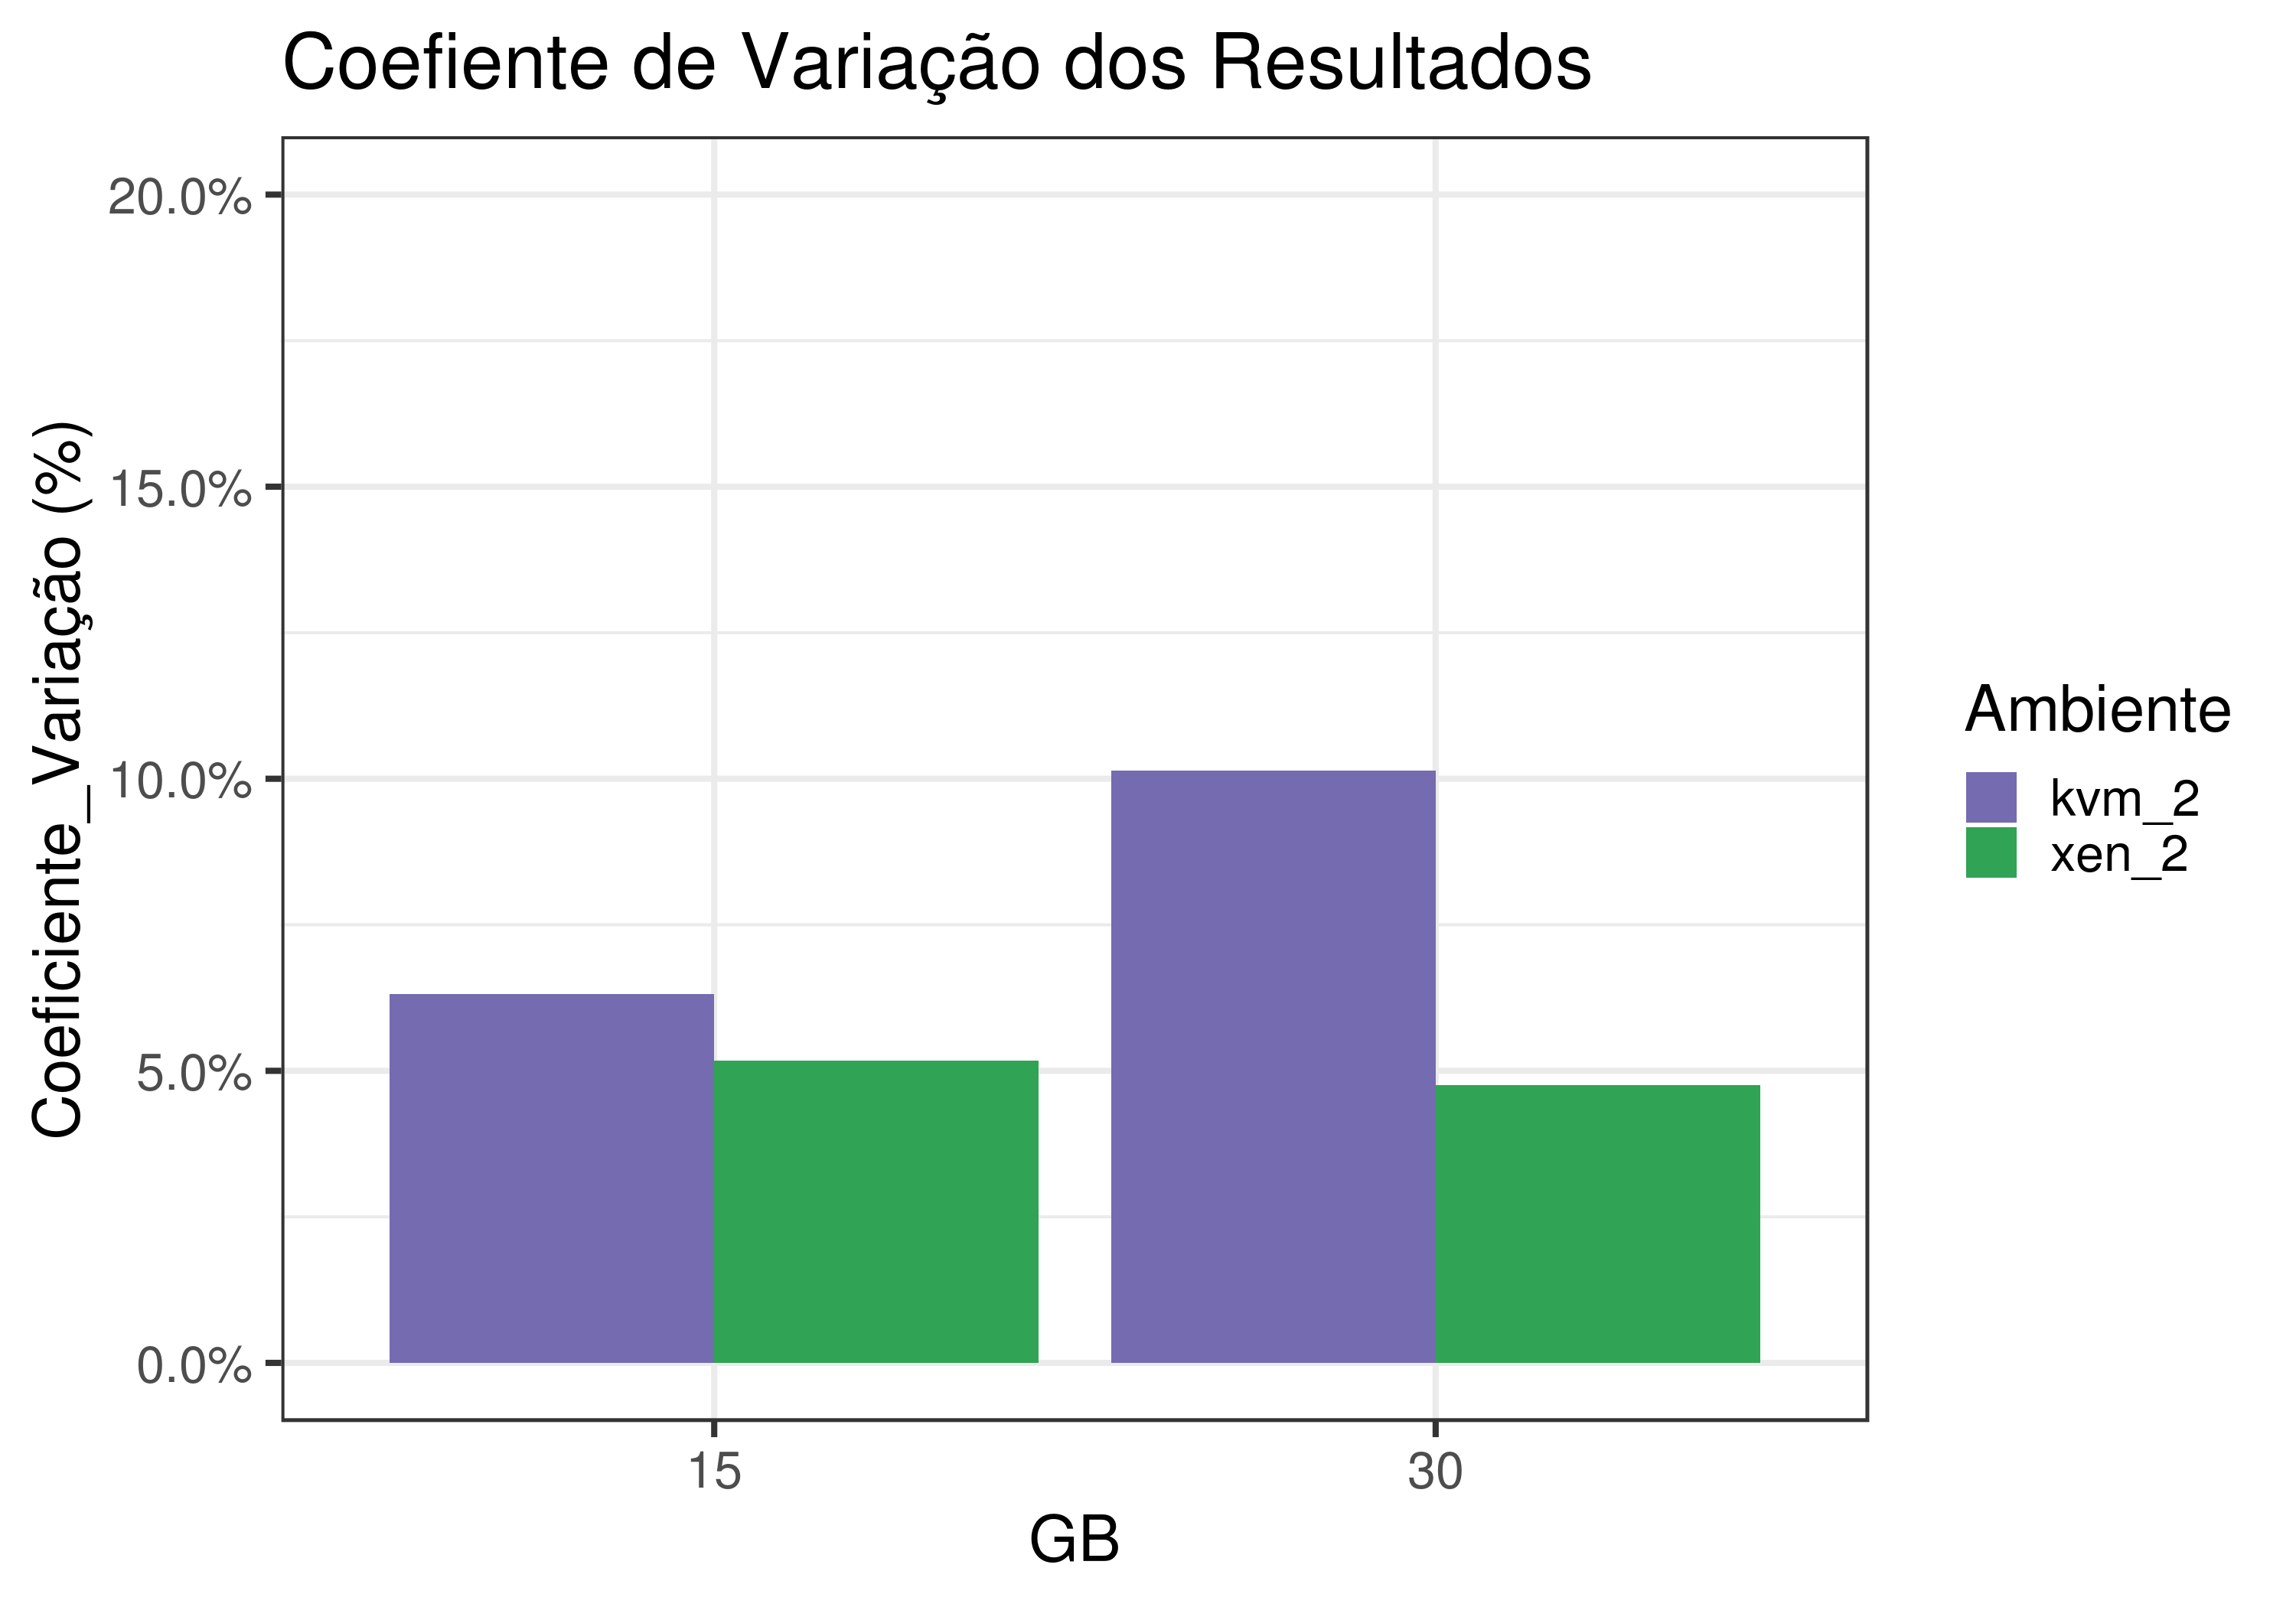 Coefiente de Variação dos Resultados
Coeficiente_Variação (%)
20.0%
15.0%
10.0%
5.0%
0.0%
15
30
GB
Ambiente
kvm_2
xen_2